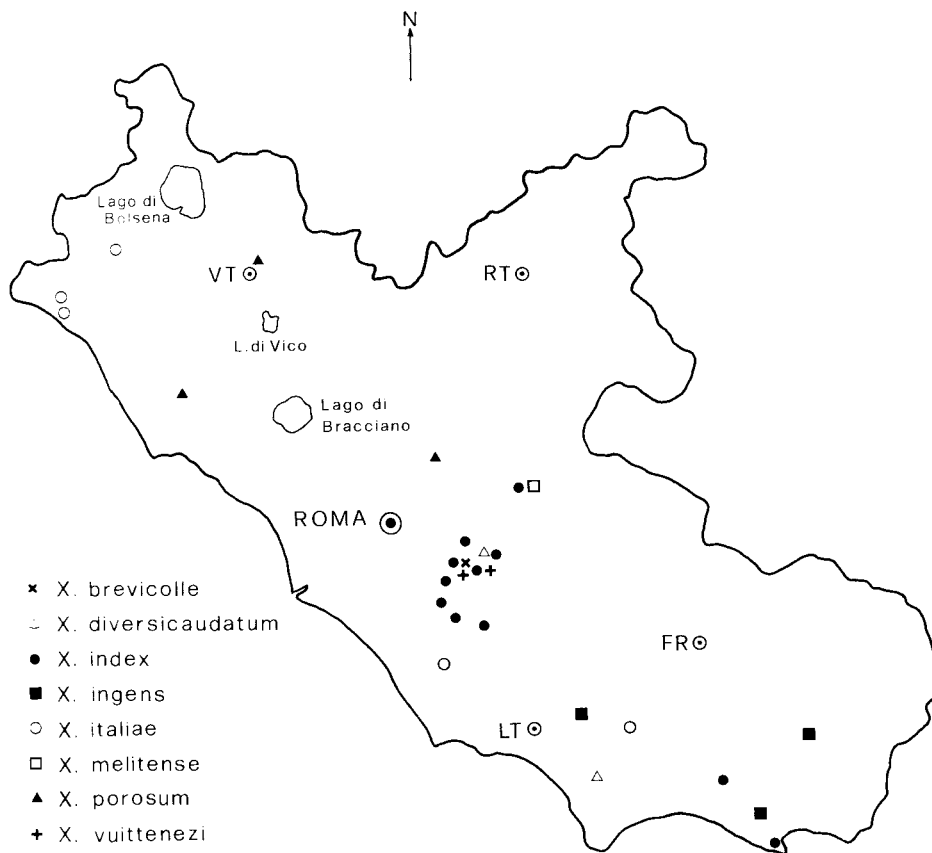 N
Lago di
Bolsena
VT
RT
L. di Vico
Lago di
Bracciano
ROMA
X. brevicolle
X. diversicaudatum
X. index
FR
X. ingens
X. italiae
LT
X. melitense
X. porosum
X. vuittenezi